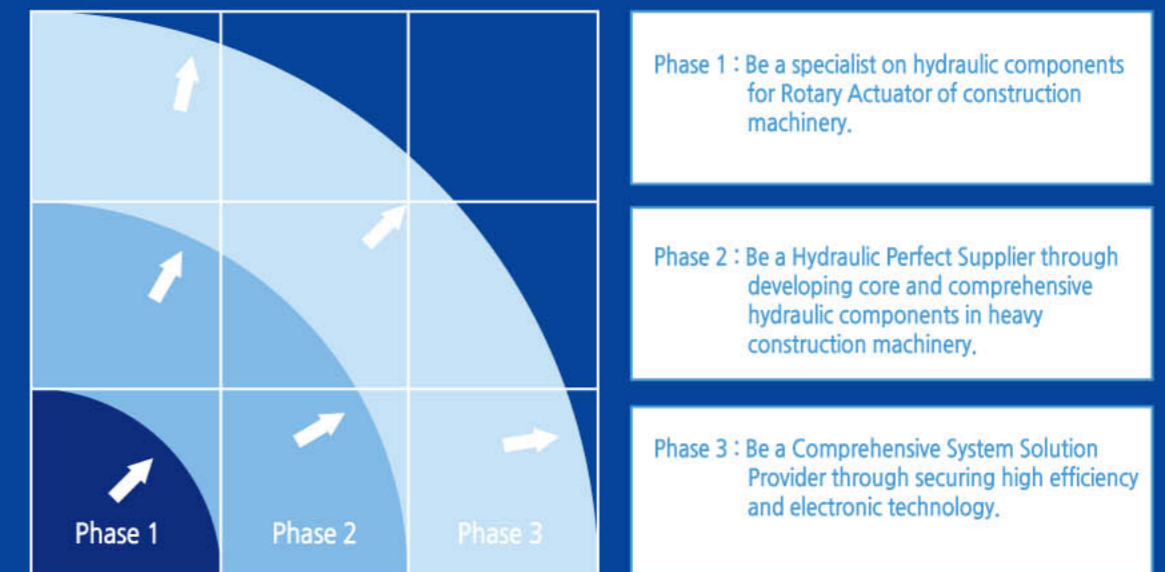 Phase 1 : Be a specialist on hydraulic components
for Rotary Actuator of construction
machinery.
Phase 2 : Be a Hydraulic Perfect Supplier through
developing core and comprehensive
hydraulic components in heavy
construction machinery.
Phase 3 : Be a Comprehensive System Solution
Provider through securing high efficiency
and electronic technology.
Phase 1
Phase 2
Phase 3